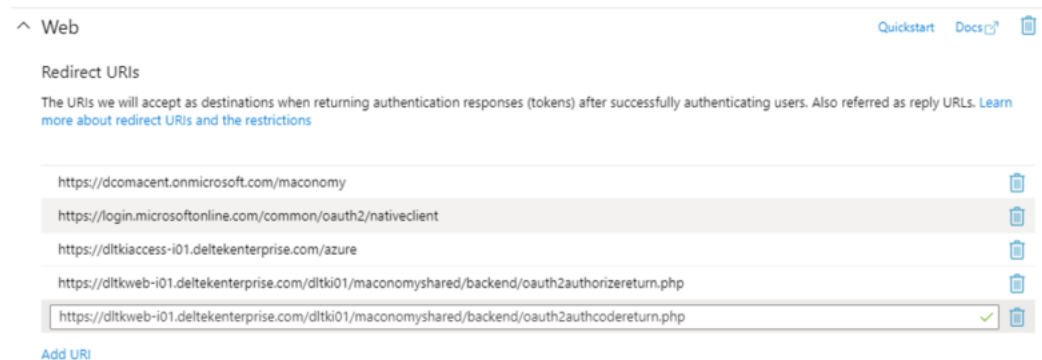 Web
Quickstart
Docs
Redirect URIs
The URIs we will accept as destinations when returning authentication responses (tokens) after successfully authenticating users. Also referred as reply URLs. Learn
more about redirect URIs and the restrictions
https://dcomacent.onmicrosoft.com/maconomy
https://login.microsoftonline.com/common/oauth2/nativeclient
https://dltkiaccess-i01.deltekenterprise.com/azure
https://dltkweb-i01.deltekenterprise.com/dltki01/maconomyshared/backend/oauth2authorizereturn.php
https://dltkweb-i01.deltekenterprise.com/dltki01/maconomyshared/backend/oauth2authcodereturn.php
Add URI